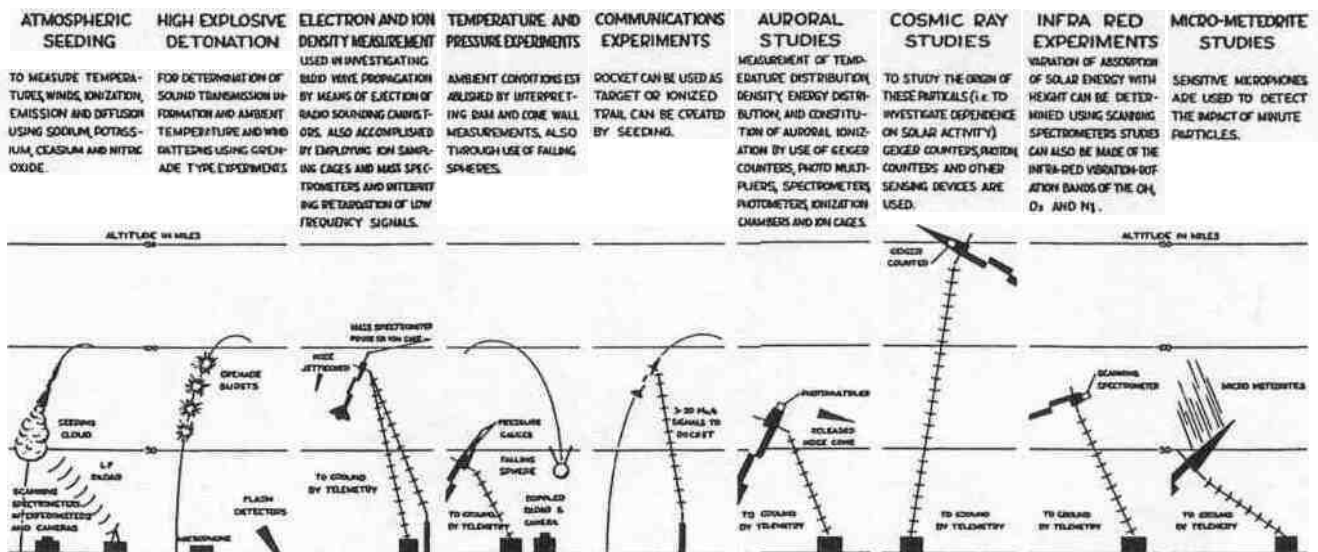 ATMOSPHERIC
SEEDING
TO MEASURE TEMPERA-
TURES, WINDS, IONIZATION,
EMISSION AND DIFFUSION
USING SODIUM, POTASS-
IUM, CEASIUM AND NITRIC
OXIDE.
HIGH EXPLOSIVE
DETONATION
FOR DETERMINATION OF
SOUND TRANSMISSION IN-
FORMATION AND AMBIENT
TEMPERATURE AND WIND
PATTERNS USING GREN-
ADE TYPE EXPERIMENTS
ELECTRON AND ION
DENSITY MEASUREMENT
USED IN INVESTIGATING
RADIO WAVE PROPAGATION
BY MEANS OF EJECTION OF
RADIO SOUNDING CANNIST-
ORS. ALSO ACCOMPLISHED
BY EMPLOYING ION SAMPL-
ING CAGES AND MASS SPEC-
TROMETERS AND INTERPRET-
ING RETARDATION OF LOW
FREQUENCY SIGNALS.
TEMPERATURE AND
PRESSURE EXPERIMENTS
AMBIENT CONDITIONS EST
ABLISHED BY INTERPRET-
ING RAM AND CONE WALL
MEASUREMENTS, ALSO
THROUGH USE OF FALLING
SPHERES.
COMMUNICATIONS
EXPERIMENTS
ROCKET CAN BE USED AS
TARGET OR IONIZED
TRAIL CAN BE CREATED
BY SEEDING.
AURORAL
STUDIES
MEASUREMENT OF TEMP-
ERATURE DISTRIBUTION,
DENSITY, ENERGY DISTRI-
BUTION, AND CONSTITU-
TION OF AURORAL IONIZ-
ATION BY USE OF GEIGER
COUNTERS, PHOTO MULTI-
PLIERS, SPECTROMETERS,
PHOTOMETERS, IONIZATION
CHAMBERS AND ION CAGES.
COSMIC RAY
STUDIES
TO STUDY THE ORIGIN OF
THESE PARTICALS (i.e. TO
INVESTIGATE DEPENDENCE
ON SOLAR ACTIVITY)
GEIGER COUNTERS, PHOTON
COUNTERS AND OTHER
SENSING DEVICES ARE
USED.
INFRA RED
EXPERIMENTS
VARIATION OF ABSORPTION
OF SOLAR ENERGY WITH
HEIGHT CAN BE DETER-
MINED USING SCANNING
SPECTROMETERS STUDIES
CAN ALSO BE MADE OF THE
INFRA-RED VIBRATION-ROT
ATION BANDS OF THE OH,
AND
MICRO-METEORITE
STUDIES
SENSITIVE MICROPHONES
ARE USED TO DETECT
THE IMPACT OF MINUTE
PARTICLES.
ALTITUDE IN MILES
150
100
50
SEEDING
CLOUD
L.F.
RADAR
SCANNING
SPECTROMETERS
INTERFEROMETERS
AND CAMERAS
GRENADE
BURSTS
MICROPHONE
FLASH
DETECTORS
MASS SPECTROMETER
PROBE OR ION CAGE
NOSE
JETTISONED
TO GROUND
BY TELEMETRY
PRESSURE
GAUGES
FALLING
SPHERE
TO GROUND
BY TELEMETRY
DOPPLER
RADAR &
CAMERA
SIGNALS TO
ROCKET
PHOTOMULTIPLIER
RELEASED
NOSE CONE
TO GROUND
BY TELEMETRY
GEIGER
COUNTER
TO GROUND
BY TELEMETRY
ALTITUDE IN MILES
150
100
50
SCANNING
SPECTROMETER
TO GROUND
BY TELEMETRY
MICRO METEORITES
TO GROUND
BY TELEMETRY